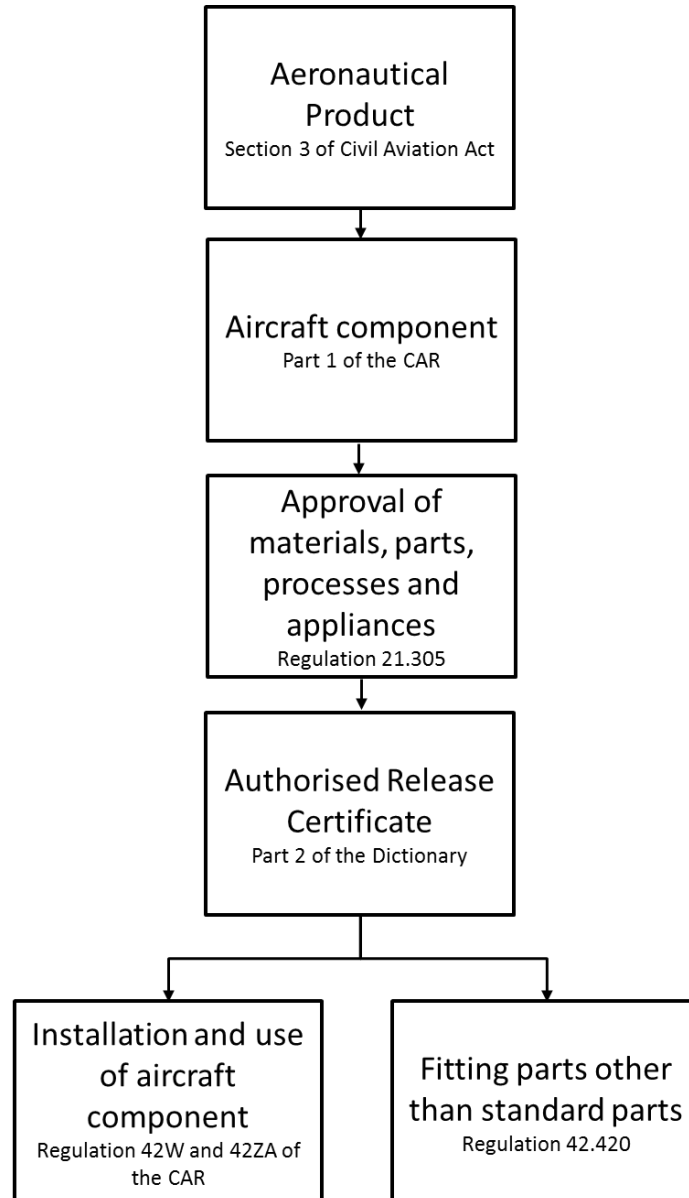 Aeronautical
Product
Section 3 of Civil Aviation Act
Aircraft component
Part 1 of the CAR
Approval of
materials, parts,
processes and
appliances
Regulation 21.305
Authorised Release
Certificate
Part 2 of the Dictionary
Installation and use
of aircraft
component
Regulation 42W and 42ZA of
the CAR
Fitting parts other
than standard parts
Regulation 42.420